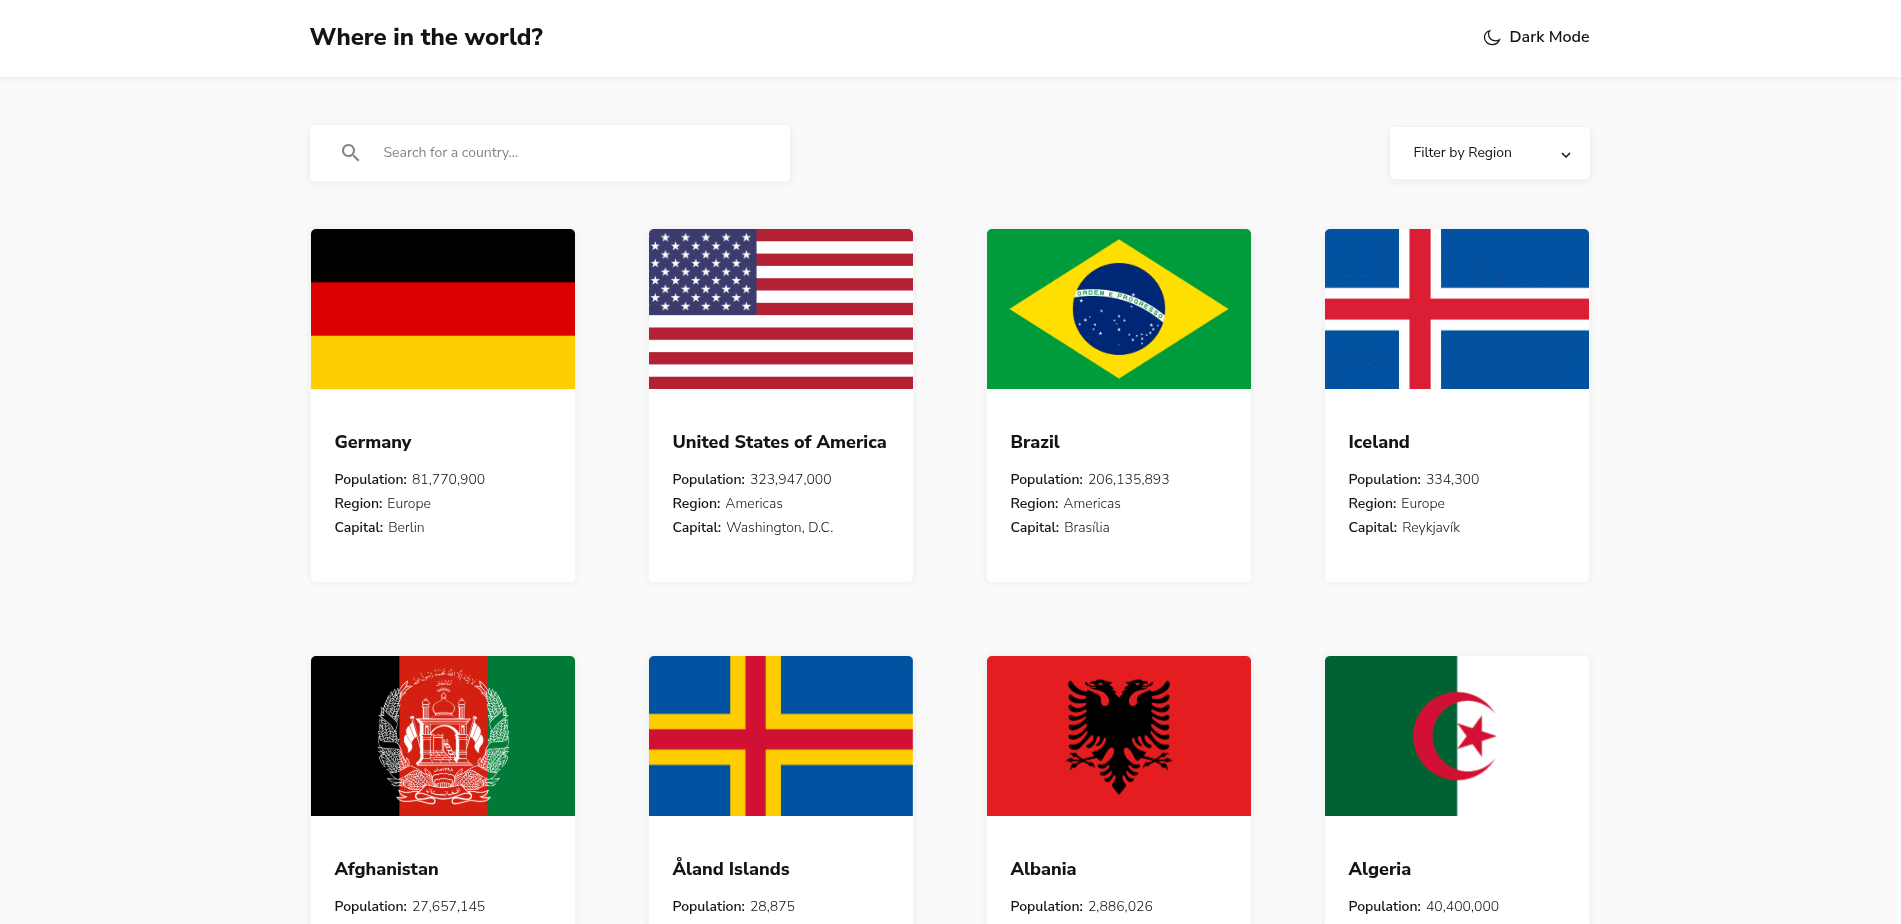 Where in the world?
Dark Mode
Search for a country...
Filter by Region
ORDEM E PROGRESSO
Germany
Population: 81,770,900
Region: Europe
Capital: Berlin
United States of America
Population: 323,947,000
Region: Americas
Capital: Washington, D.C.
Brazil
Population: 206,135,893
Region: Americas
Capital: Brasília
Iceland
Population: 334,300
Region: Europe
Capital: Reykjavík
Afghanistan
Population: 27,657,145
Åland Islands
Population: 28,875
Albania
Population: 2,886,026
Algeria
Population: 40,400,000